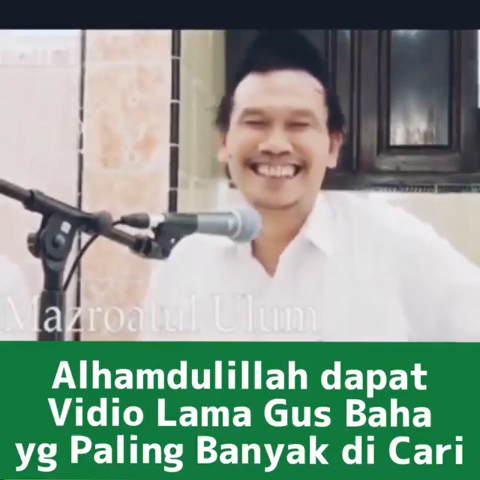 Mazroatul Ulum
Alhamdulillah dapat
Vidio Lama Gus Baha
yg Paling Banyak di Cari